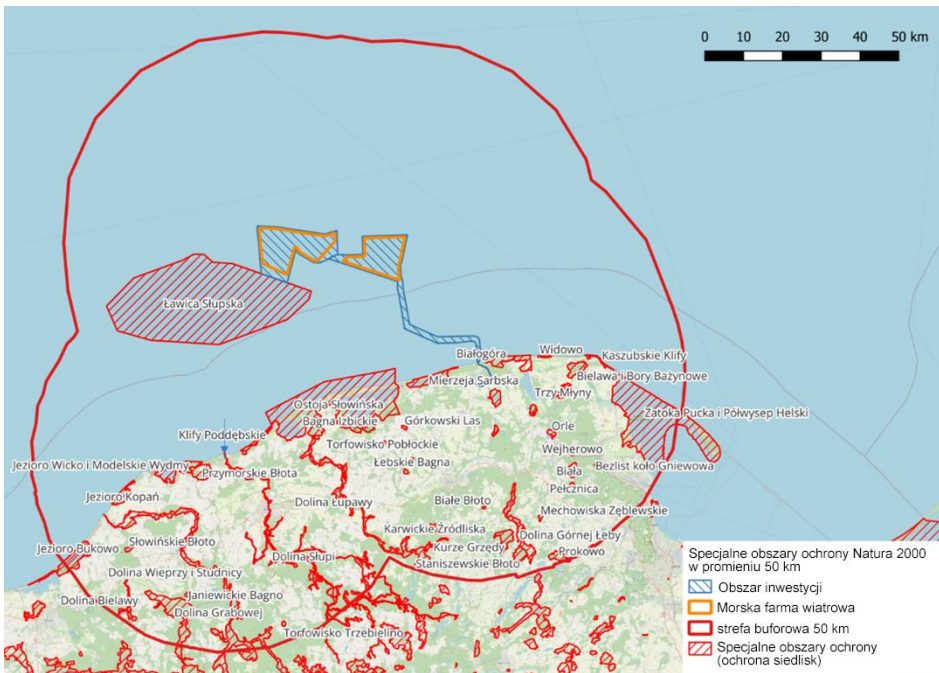 0 10 20 30 40 50 km
Ławica Słupska
Białogóra
Widowo
Kaszubskie Klify
Mierzeja Sarbska
Bielawa i Bory Bażynowe
Trzy Młyny
Ostoja Słowińska
Zatoka Pucka i Półwysep Helski
Bagna Izbickie
Górkowski Las
Orle
Klify Poddębskie
Torfowisko Pobłockie
Wejherowo
Jezioro Wicko i Modelskie Wydmy
Przymorskie Błota
Łebskie Bagna
Biała
Bezlist koło Gniewowa
Pełcznica
Jezioro Kopań
Dolina Łupawy
Białe Błoto
Mechowiska Zęblewskie
Karwickie Źródliska
Słowińskie Błoto
Dolina Górnej Łeby
Jezioro Bukowo
Dolina Słupi
Kurze Grzędy
Prokowo
Staniszewskie Błoto
Dolina Wieprzy i Studnicy
Janiewickie Bagno
Dolina Bielawy
Dolina Grabowej
Torfowisko Trzebielino
Specjalne obszary ochrony Natura 2000
w promieniu 50 km
Obszar inwestycji
Morska farma wiatrowa
strefa buforowa 50 km
Specjalne obszary ochrony
(ochrona siedlisk)